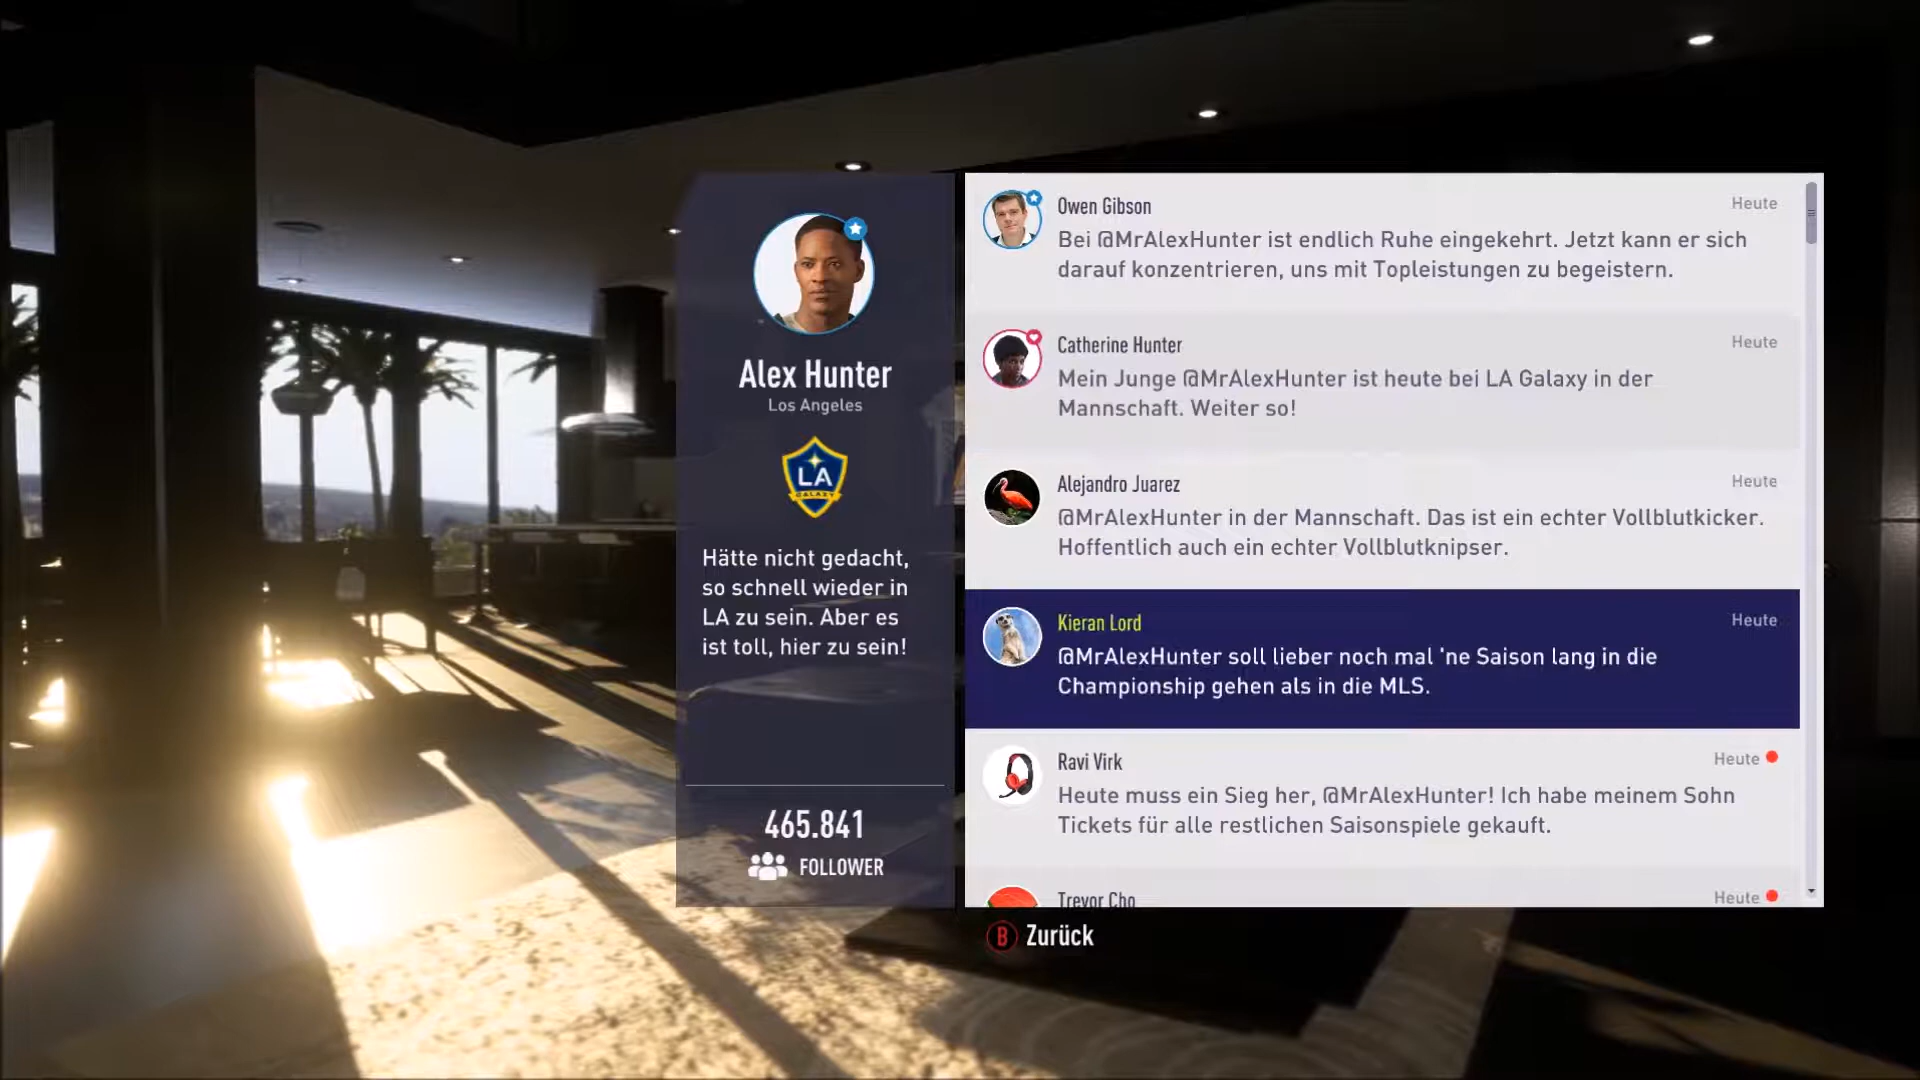 Alex Hunter
Los Angeles
LA
GALAXY
Hätte nicht gedacht,
so schnell wieder in
LA zu sein. Aber es
ist toll, hier zu sein!
465.841
FOLLOWER
Owen Gibson
Heute
Bei @MrAlexHunter ist endlich Ruhe eingekehrt. Jetzt kann er sich
darauf konzentrieren, uns mit Topleistungen zu begeistern.
Catherine Hunter
Heute
Mein Junge @MrAlexHunter ist heute bei LA Galaxy in der
Mannschaft. Weiter so!
Alejandro Juarez
Heute
@MrAlexHunter in der Mannschaft. Das ist ein echter Vollblutkicker.
Hoffentlich auch ein echter Vollblutknipser.
Kieran Lord
Heute
@MrAlexHunter soll lieber noch mal 'ne Saison lang in die
Championship gehen als in die MLS.
Ravi Virk
Heute
Heute muss ein Sieg her, @MrAlexHunter! Ich habe meinem Sohn
Tickets für alle restlichen Saisonspiele gekauft.
Trevor Cho
Heute
B Zurück